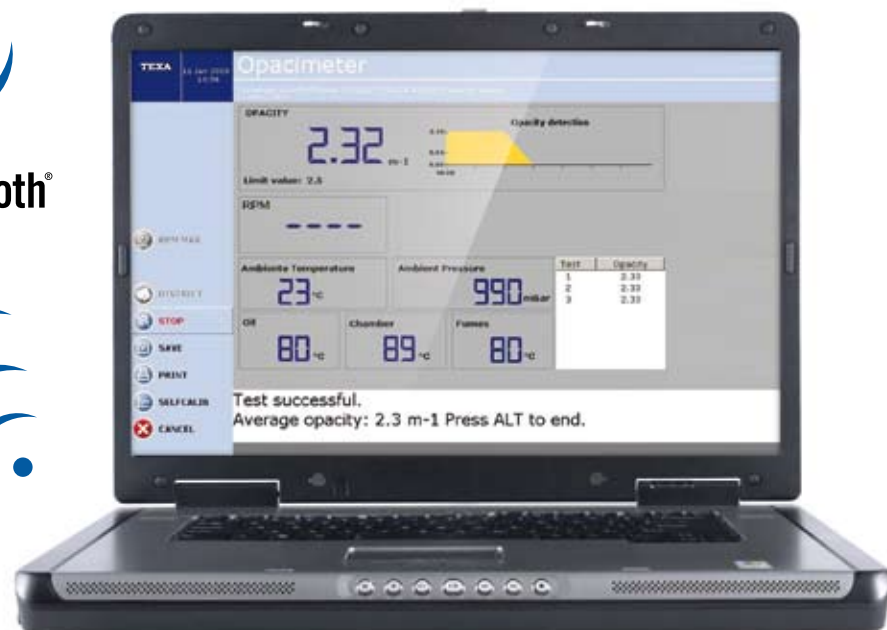 oth®
TEXA
Opacimeter
OPACITY
2.32 m-1
Opacity detection
Limit value: 2.5
RPM
----
RPM MAX
Ambiente Temperature
23 °C
Ambient Pressure
990 mBar
Test Opacity
1 2.33
2 2.33
3 2.33
STOP
Oil
80 °C
Chamber
89 °C
Fumes
80 °C
SAVE
PRINT
SELFCALIB
CANCEL
Test successful.
Average opacity: 2.3 m-1 Press ALT to end.